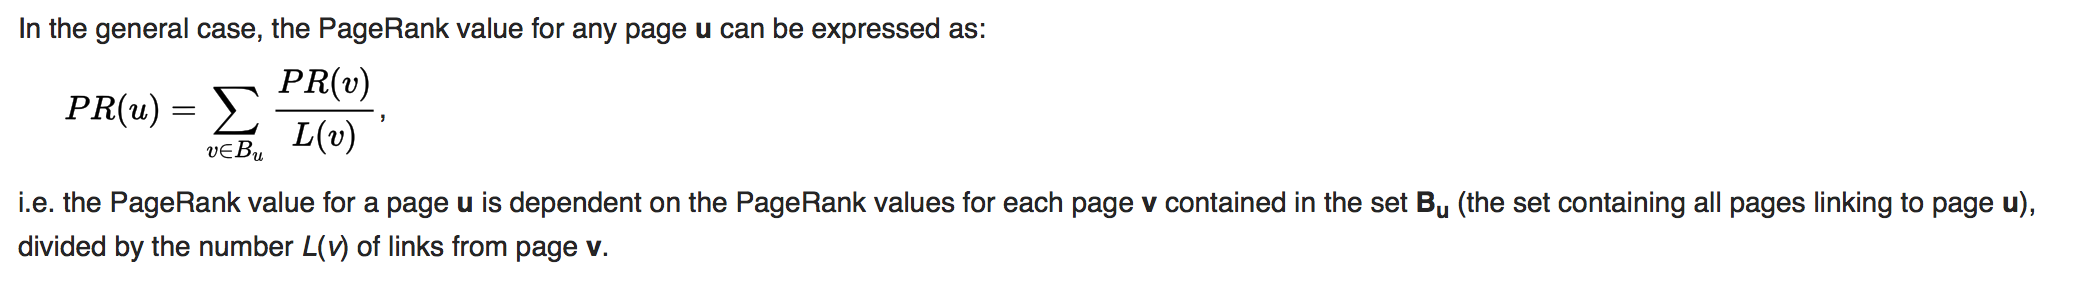 In the general case, the PageRank value for any page u can be expressed as:
PR(u) = ∑_{v∈B_u} PR(v)/L(v) ,
i.e. the PageRank value for a page u is dependent on the PageRank values for each page v contained in the set B_u (the set containing all pages linking to page u),
divided by the number L(v) of links from page v.